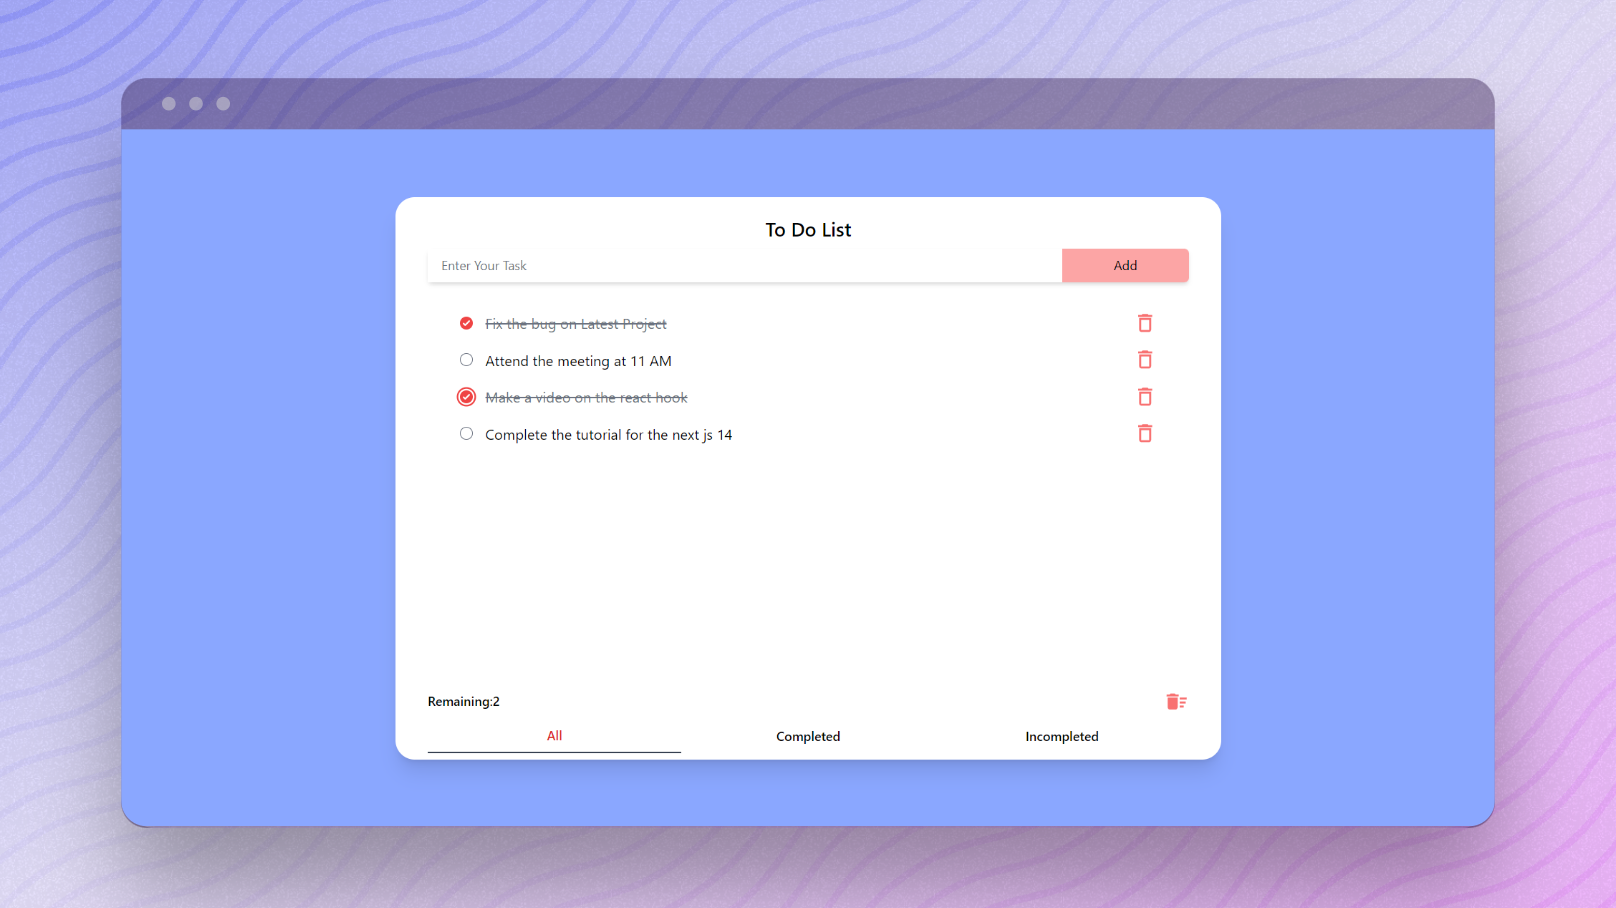 To Do List
Enter Your Task
Add
Fix the bug on Latest Project
Attend the meeting at 11 AM
Make a video on the react hook
Complete the tutorial for the next js 14
Remaining:2
All
Completed
Incompleted